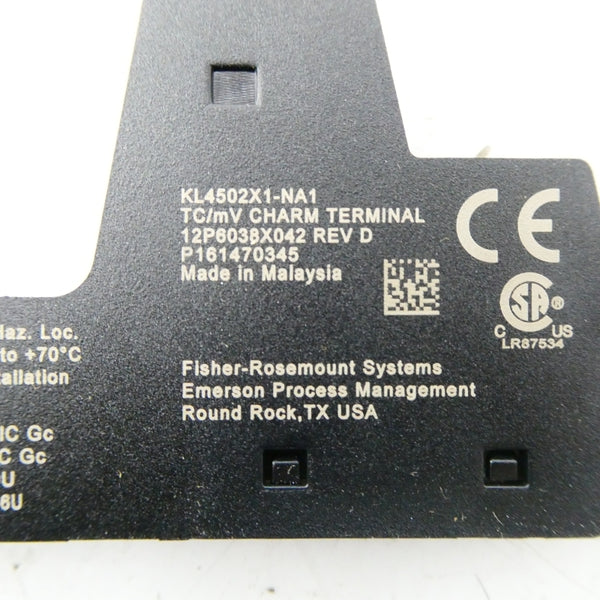 KL4502X1-NA1
TC/mV CHARM TERMINAL
12P6038X042 REV D
P161470345
Made in Malaysia
CE
SA ®
C US
LR87534
Haz. Loc.
to +70°C
allation
Fisher-Rosemount Systems
Emerson Process Management
Round Rock,TX USA
IC Gc
C Gc
U
6U